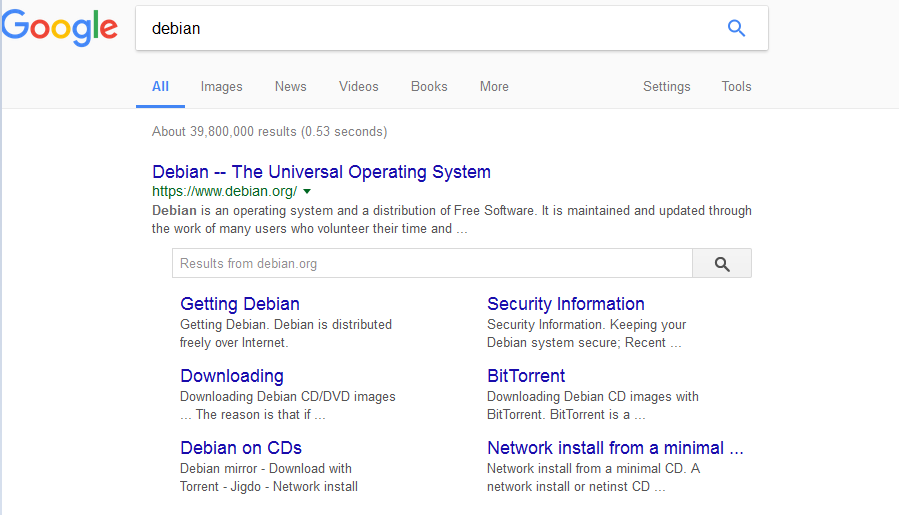 Google
debian
All Images News Videos Books More Settings Tools
About 39,800,000 results (0.53 seconds)
Debian -- The Universal Operating System
https://www.debian.org/
Debian is an operating system and a distribution of Free Software. It is maintained and updated through
the work of many users who volunteer their time and ...
Results from debian.org
Getting Debian
Getting Debian. Debian is distributed
freely over Internet.
Security Information
Security Information. Keeping your
Debian system secure; Recent ...
Downloading
Downloading Debian CD/DVD images
... The reason is that if ...
BitTorrent
Downloading Debian CD images with
BitTorrent. BitTorrent is a ...
Debian on CDs
Debian mirror - Download with
Torrent - Jigdo - Network install
Network install from a minimal ...
Network install from a minimal CD. A
network install or netinst CD ...